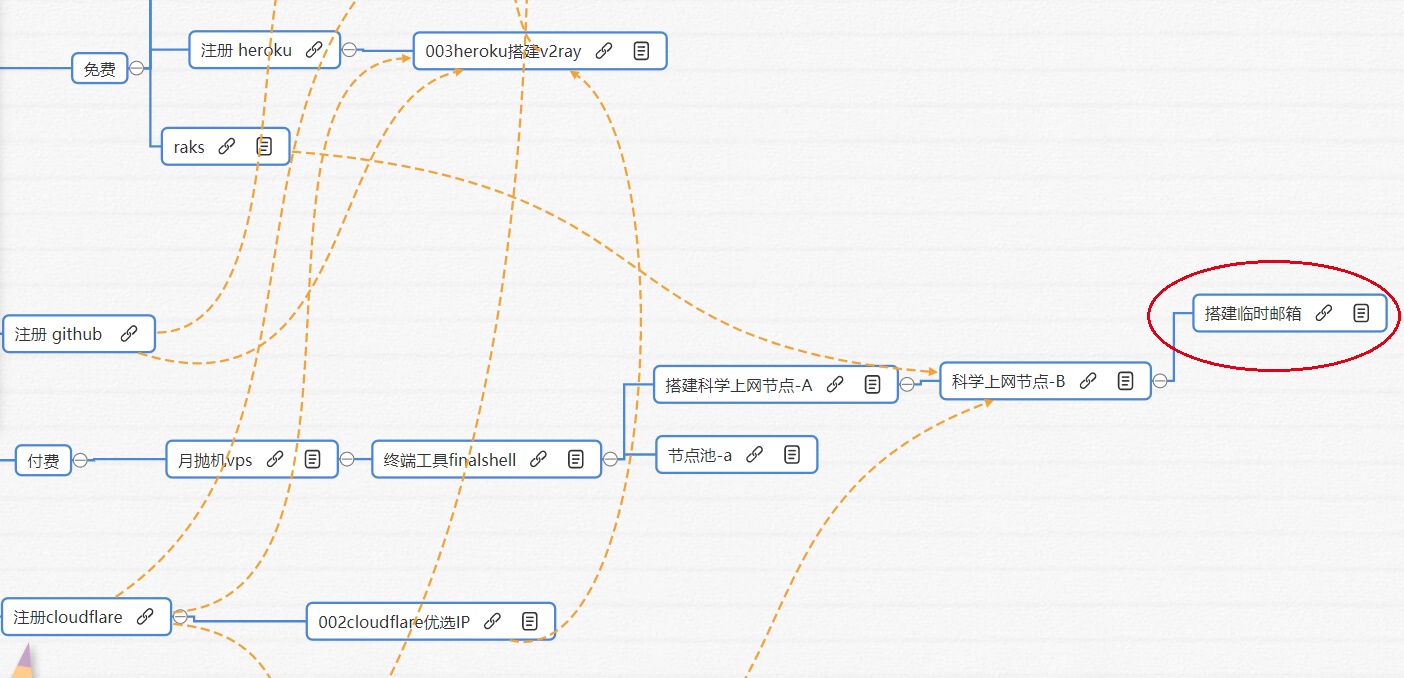 注册 heroku
003heroku搭建v2ray
免费
raks
搭建临时邮箱
注册 github
科学上网节点-B
搭建科学上网节点-A
节点池-a
付费
月抛机vps
终端工具finalshell
注册cloudflare
002cloudflare优选IP